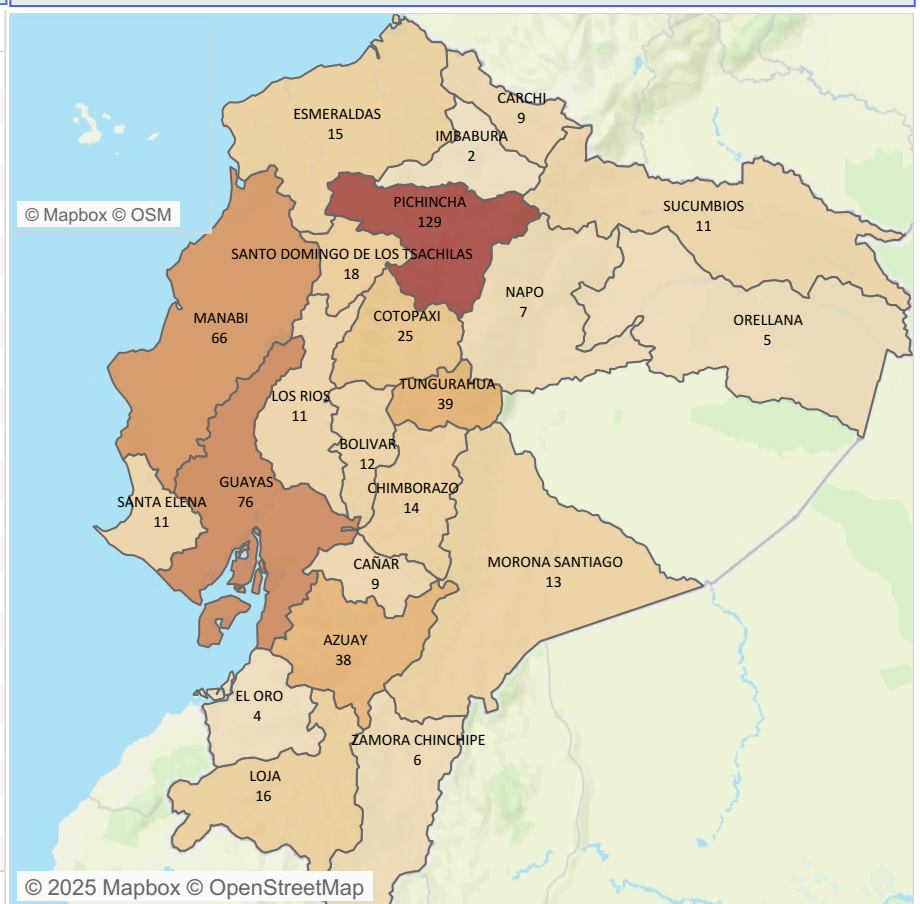 CARCHI
9
ESMERALDAS
15
IMBABURA
2
PICHINCHA
129
SUCUMBIOS
11
© Mapbox © OSM
SANTO DOMINGO DE LOS TSACHILAS
18
NAPO
7
MANABI
66
COTOPAXI
25
ORELLANA
5
TUNGURAHUA
39
LOS RIOS
11
BOLIVAR
12
GUAYAS
76
CHIMBORAZO
14
SANTA ELENA
11
CAÑAR
9
MORONA SANTIAGO
13
AZUAY
38
EL ORO
4
ZAMORA CHINCHIPE
6
LOJA
16
© 2025 Mapbox © OpenStreetMap